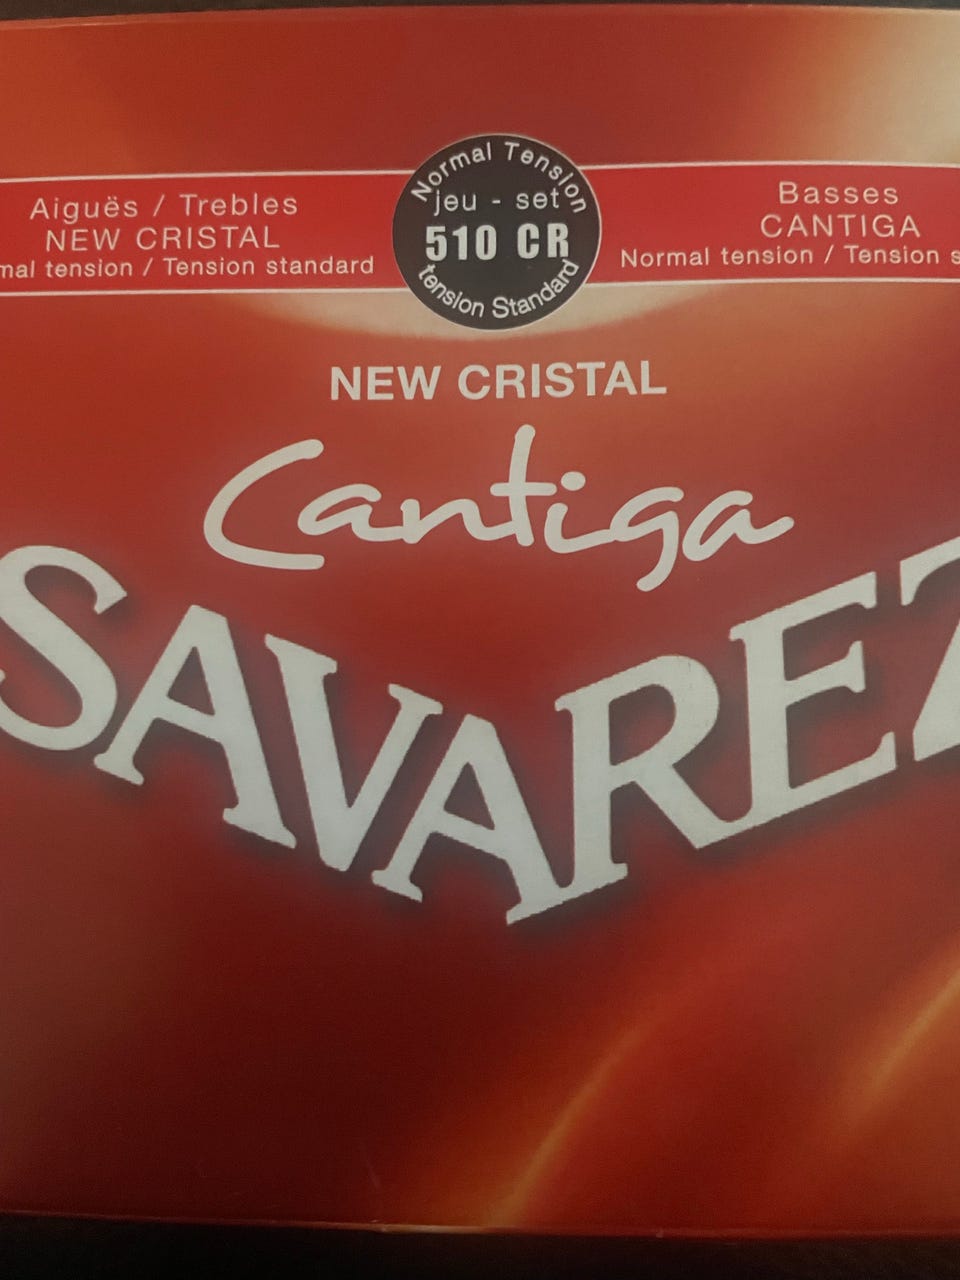 Aiguës / Trebles
NEW CRISTAL
mal tension / Tension standard
Normal Tension
jeu - set
510 CR
tension Standard
Basses
CANTIGA
Normal tension / Tension s
NEW CRISTAL
Cantiga
SAVAREZ